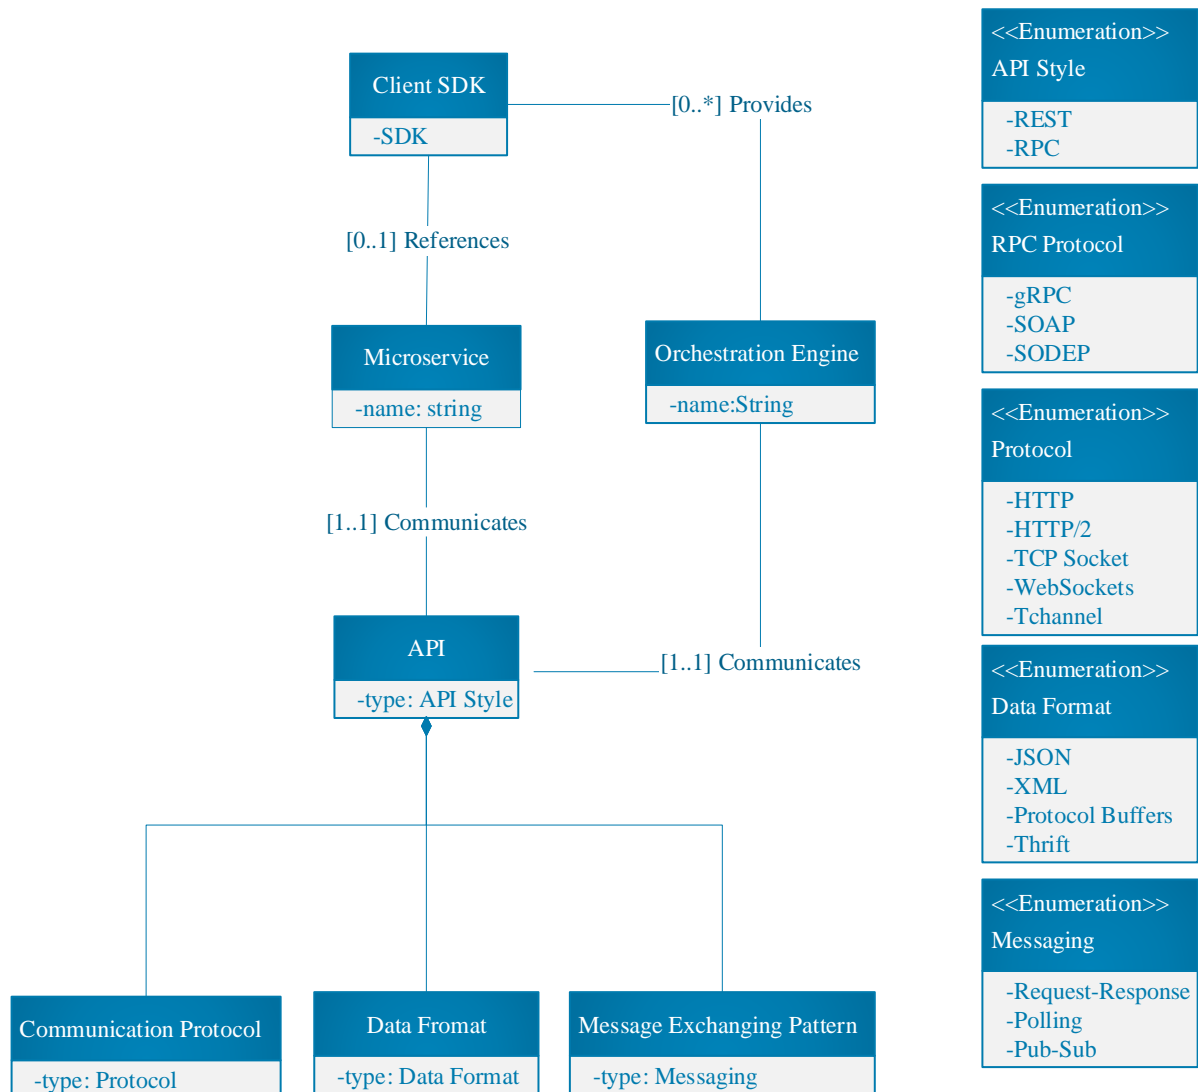 Client SDK
-SDK
[0..*] Provides
[0..1] References
Microservice
-name: string
Orchestration Engine
-name:String
[1..1] Communicates
API
-type: API Style
[1..1] Communicates
Communication Protocol
-type: Protocol
Data Fromat
-type: Data Format
Message Exchanging Pattern
-type: Messaging
<<Enumeration>>
API Style
-REST
-RPC
<<Enumeration>>
RPC Protocol
-gRPC
-SOAP
-SODEP
<<Enumeration>>
Protocol
-HTTP
-HTTP/2
-TCP Socket
-WebSockets
-Tchannel
<<Enumeration>>
Data Format
-JSON
-XML
-Protocol Buffers
-Thrift
<<Enumeration>>
Messaging
-Request-Response
-Polling
-Pub-Sub